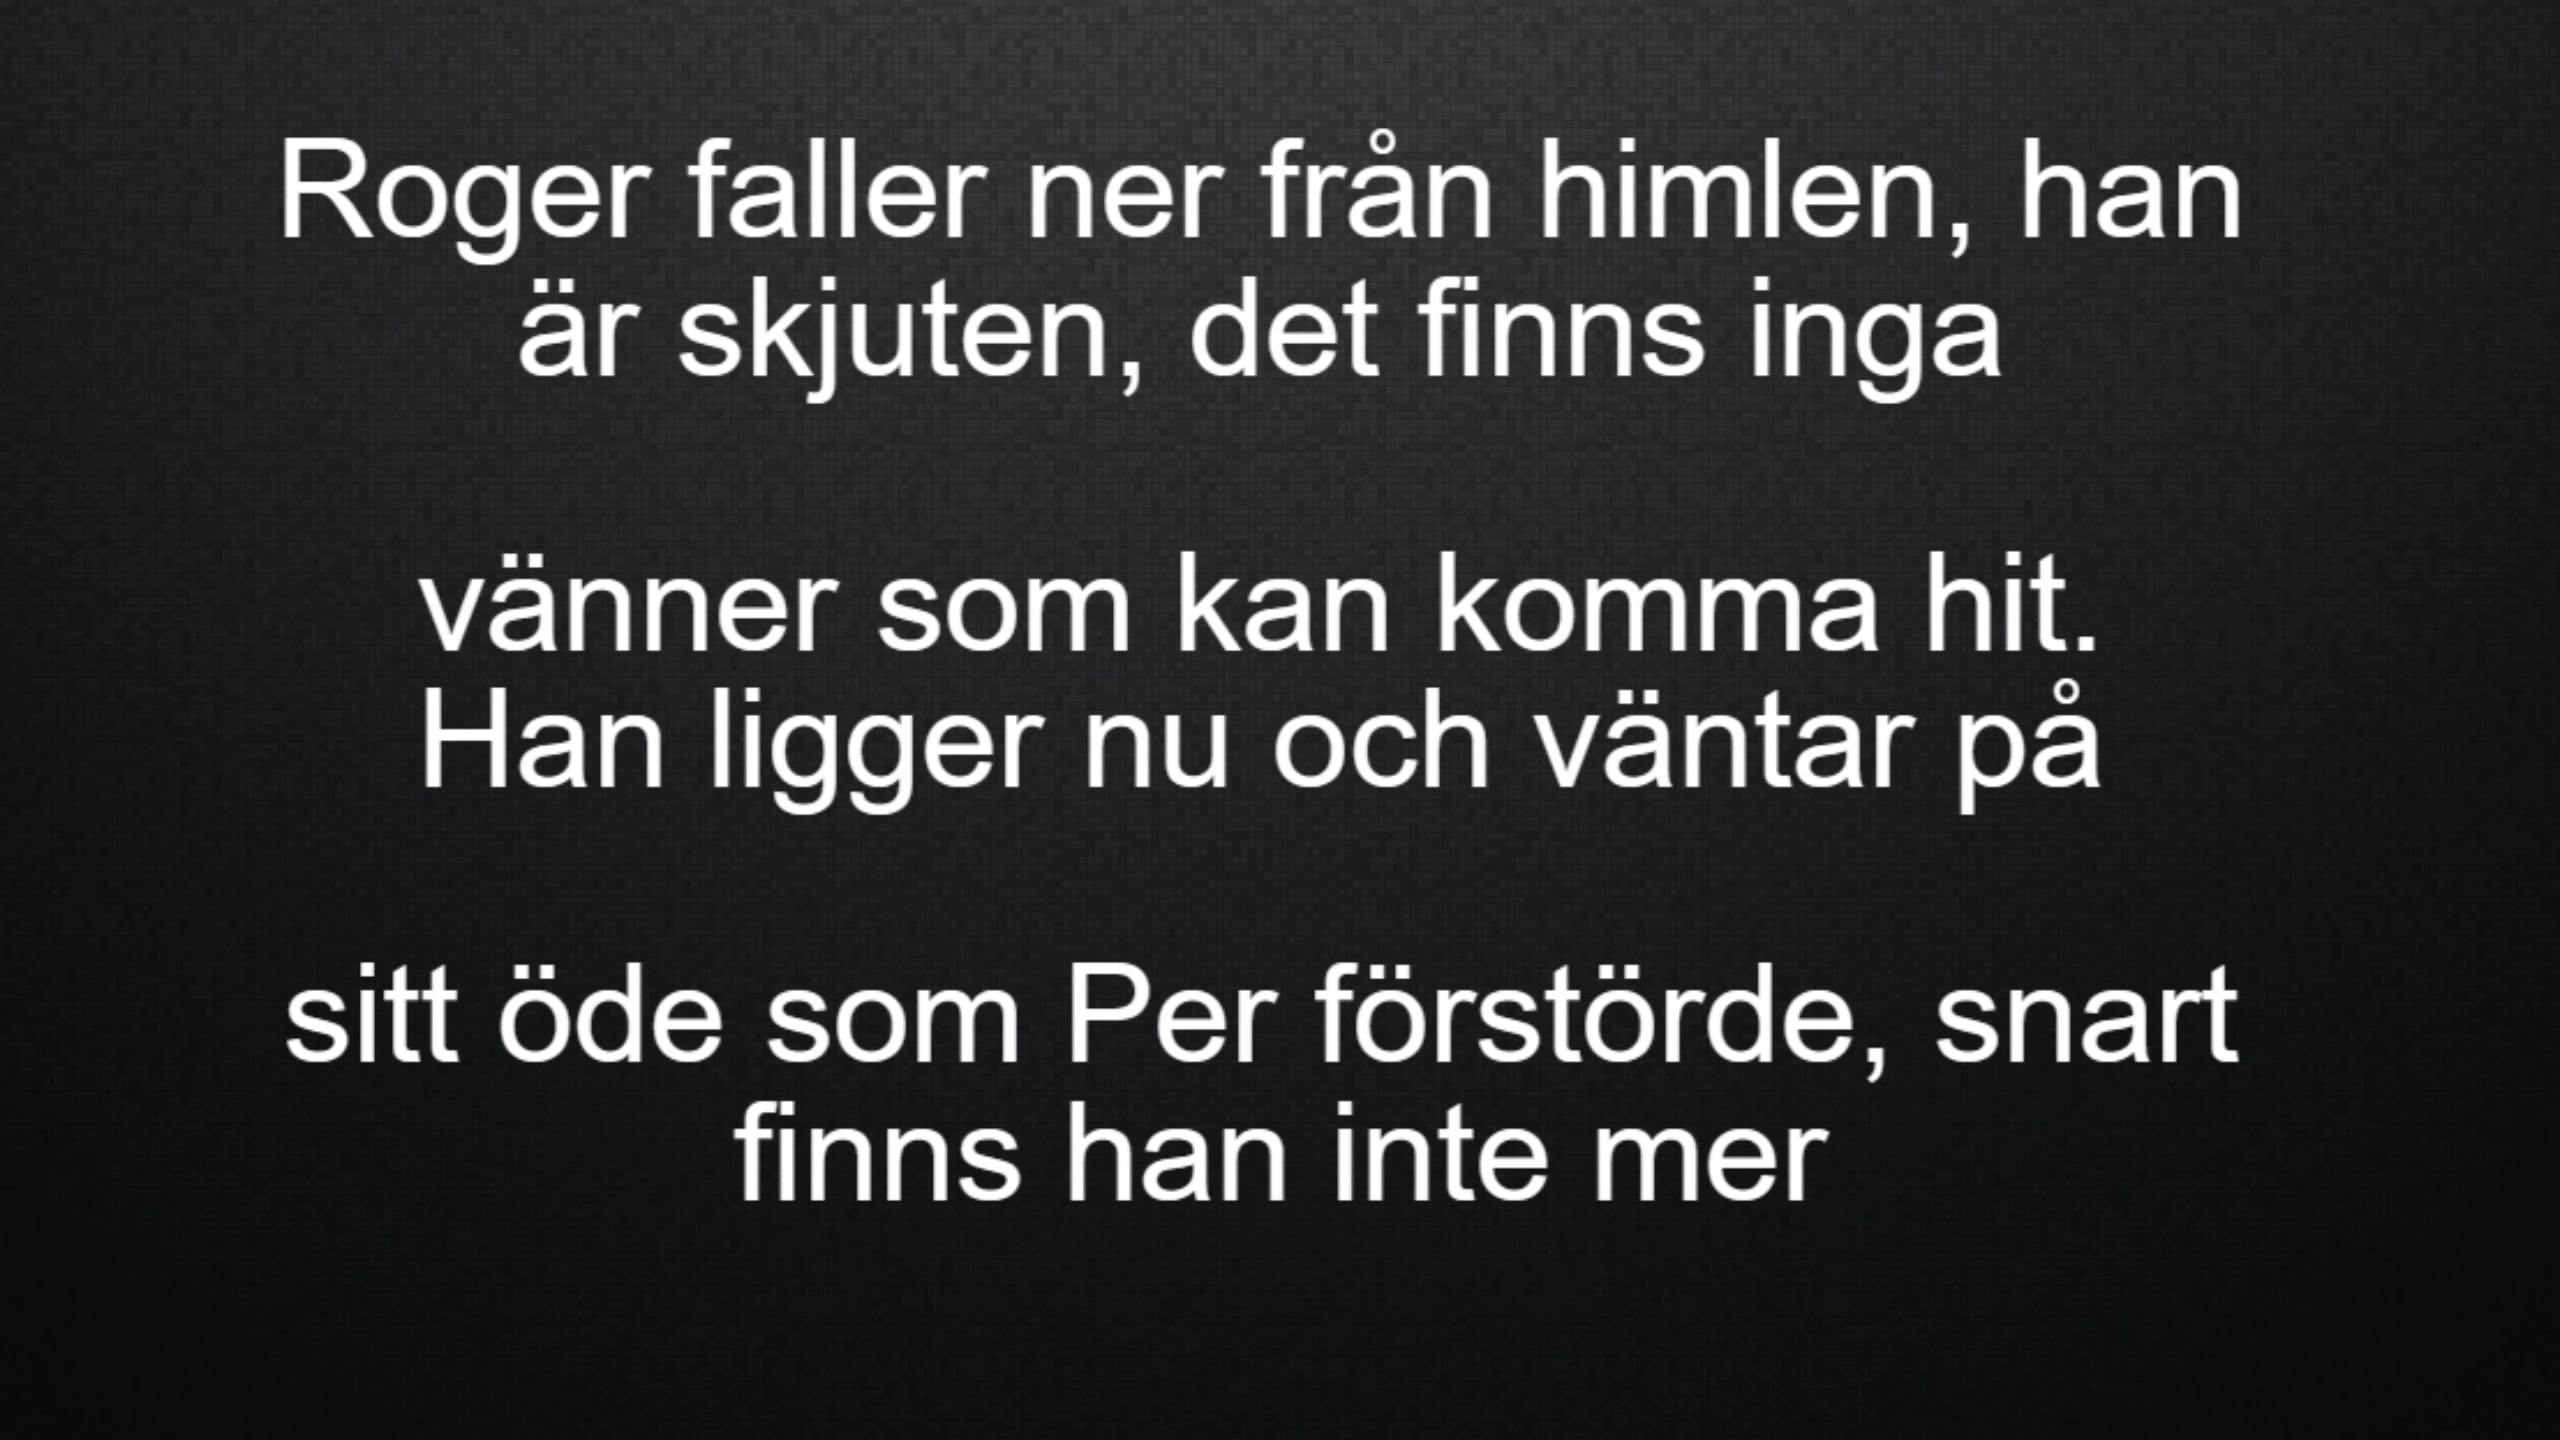 Roger faller ner från himlen, han
är skjuten, det finns inga
vänner som kan komma hit.
Han ligger nu och väntar på
sitt öde som Per förstörde, snart
finns han inte mer